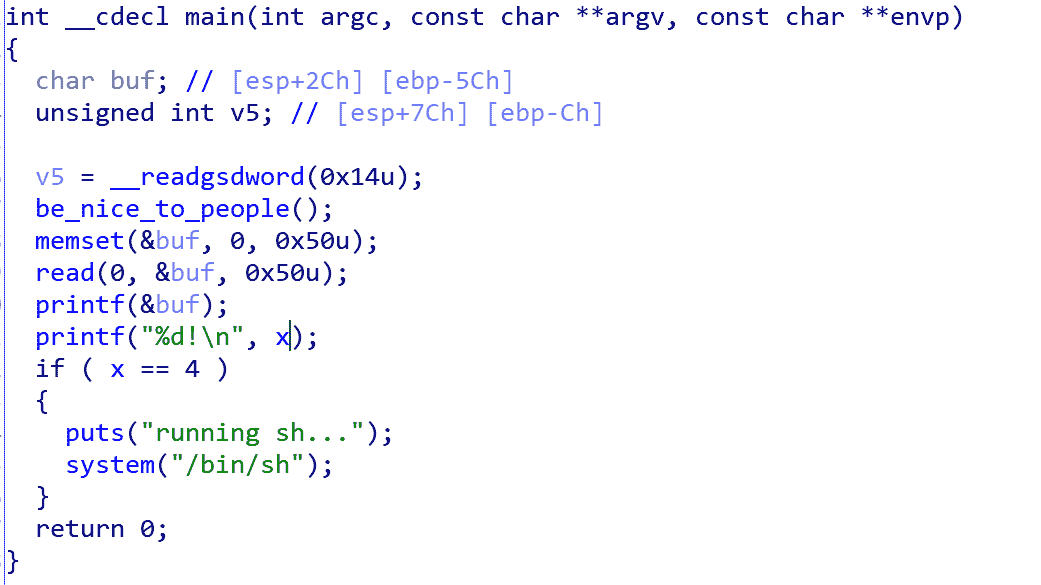 int __cdecl main(int argc, const char **argv, const char **envp)
{
  char buf; // [esp+2Ch] [ebp-5Ch]
  unsigned int v5; // [esp+7Ch] [ebp-Ch]

  v5 = __readgsdword(0x14u);
  be_nice_to_people();
  memset(&buf, 0, 0x50u);
  read(0, &buf, 0x50u);
  printf(&buf);
  printf("%d!\n", x);
  if ( x == 4 )
  {
    puts("running sh...");
    system("/bin/sh");
  }
  return 0;
}